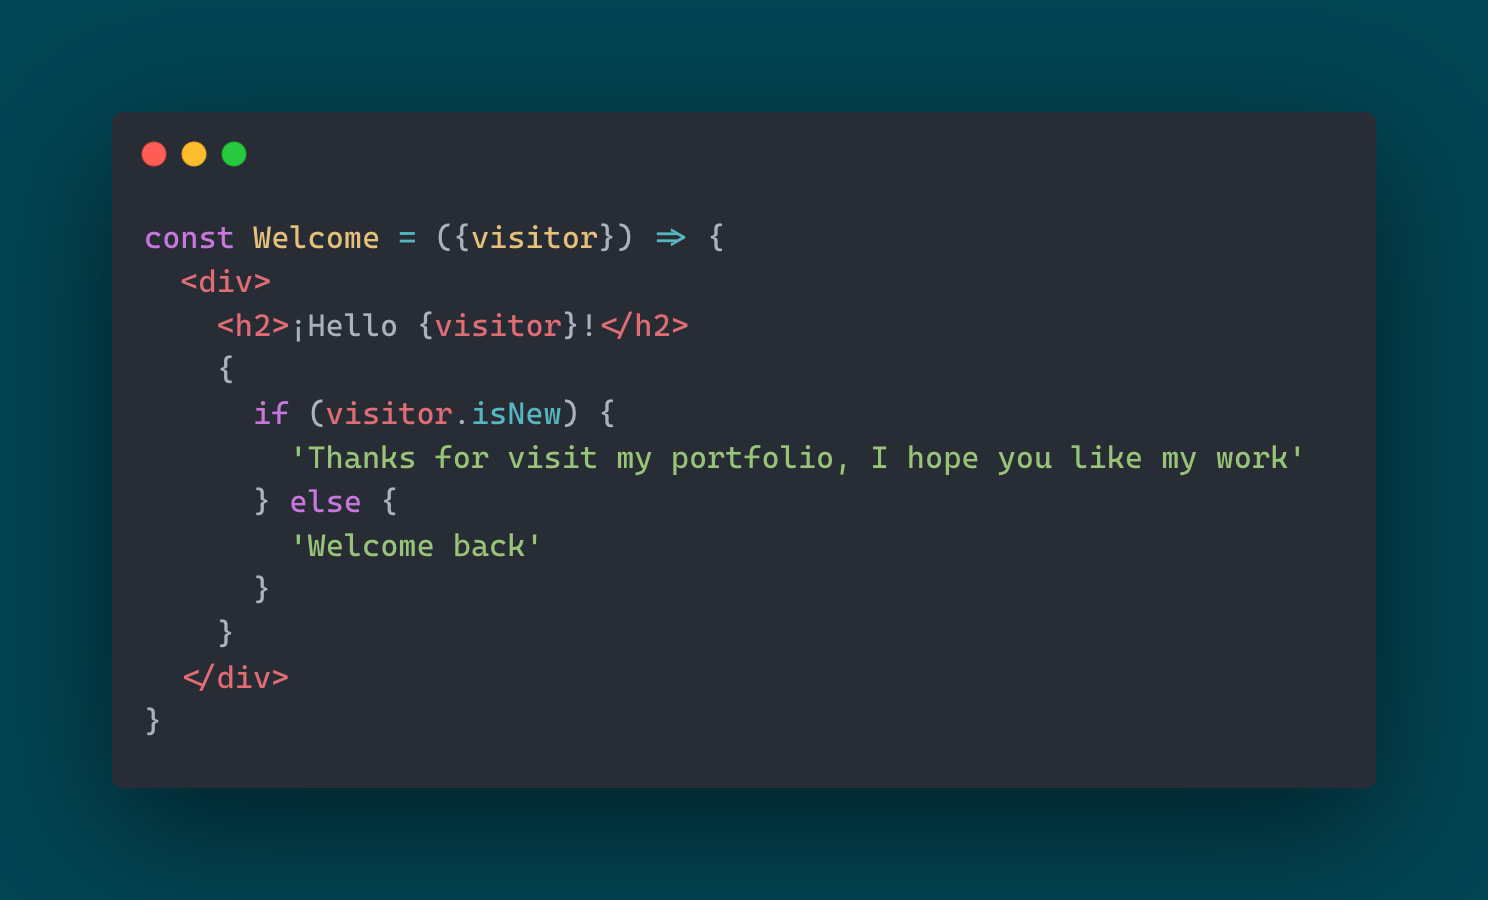 const Welcome = ({visitor}) => {
  <div>
    <h2>¡Hello {visitor}!</h2>
    {
      if (visitor.isNew) {
        'Thanks for visit my portfolio, I hope you like my work'
      } else {
        'Welcome back'
      }
    }
  </div>
}